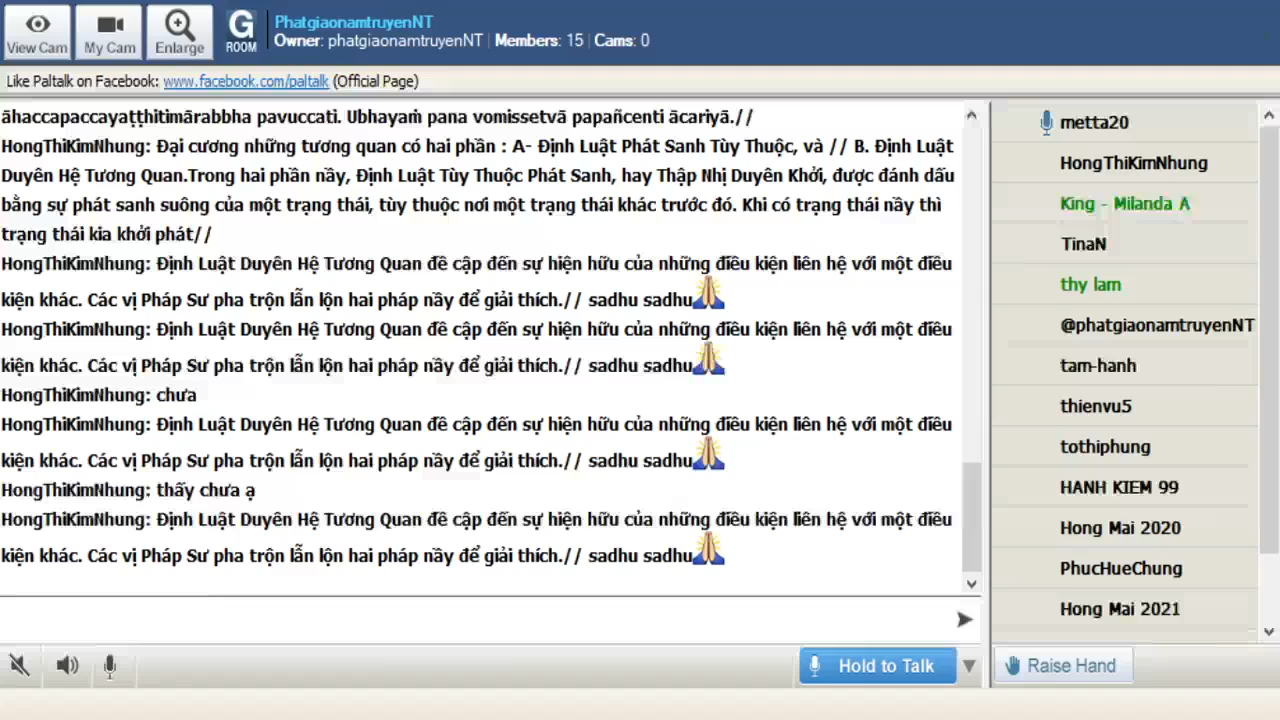 View Cam
My Cam
Enlarge
G
ROOM
PhatgiaonamtruyenNT
Owner: phatgiaonamtruyenNT | Members: 15 | Cams: 0
Like Paltalk on Facebook: www.facebook.com/paltalk (Official Page)
āhaccapaccayaṭṭhitimārabbha pavuccati. Ubhayaṁ pana vomissetvā papañcenti ācariyā.//
HongThiKimNhung: Đại cương những tương quan có hai phần : A- Định Luật Phát Sanh Tùy Thuộc, và // B. Định Luật
Duyên Hệ Tương Quan.Trong hai phần nầy, Định Luật Tùy Thuộc Phát Sanh, hay Thập Nhị Duyên Khởi, được đánh dấu
bằng sự phát sanh suông của một trạng thái, tùy thuộc nơi một trạng thái khác trước đó. Khi có trạng thái nầy thì
trạng thái kia khởi phát//
HongThiKimNhung: Định Luật Duyên Hệ Tương Quan đề cập đến sự hiện hữu của những điều kiện liên hệ với một điều
kiện khác. Các vị Pháp Sư pha trộn lẫn lộn hai pháp nầy để giải thích.// sadhu sadhu
HongThiKimNhung: Định Luật Duyên Hệ Tương Quan đề cập đến sự hiện hữu của những điều kiện liên hệ với một điều
kiện khác. Các vị Pháp Sư pha trộn lẫn lộn hai pháp nầy để giải thích.// sadhu sadhu
HongThiKimNhung: chưa
HongThiKimNhung: Định Luật Duyên Hệ Tương Quan đề cập đến sự hiện hữu của những điều kiện liên hệ với một điều
kiện khác. Các vị Pháp Sư pha trộn lẫn lộn hai pháp nầy để giải thích.// sadhu sadhu
HongThiKimNhung: thấy chưa ạ
HongThiKimNhung: Định Luật Duyên Hệ Tương Quan đề cập đến sự hiện hữu của những điều kiện liên hệ với một điều
kiện khác. Các vị Pháp Sư pha trộn lẫn lộn hai pháp nầy để giải thích.// sadhu sadhu
metta20
HongThiKimNhung
King - Milanda A
TinaN
thy lam
@phatgiaonamtruyenNT
tam-hanh
thienvu5
tothiphung
HANH KIEM 99
Hong Mai 2020
PhucHueChung
Hong Mai 2021
Hold to Talk
Raise Hand